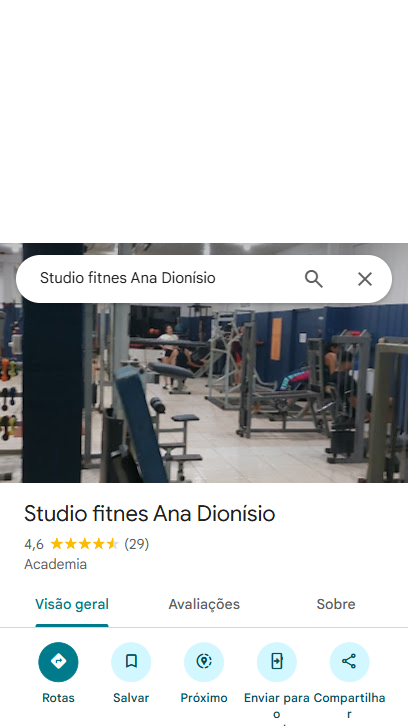 Studio fitnes Ana Dionísio
Studio fitnes Ana Dionísio
4,6 (29)
Academia
Visão geral Avaliações Sobre
Rotas Salvar Próximo Enviar para Compartilha
o r